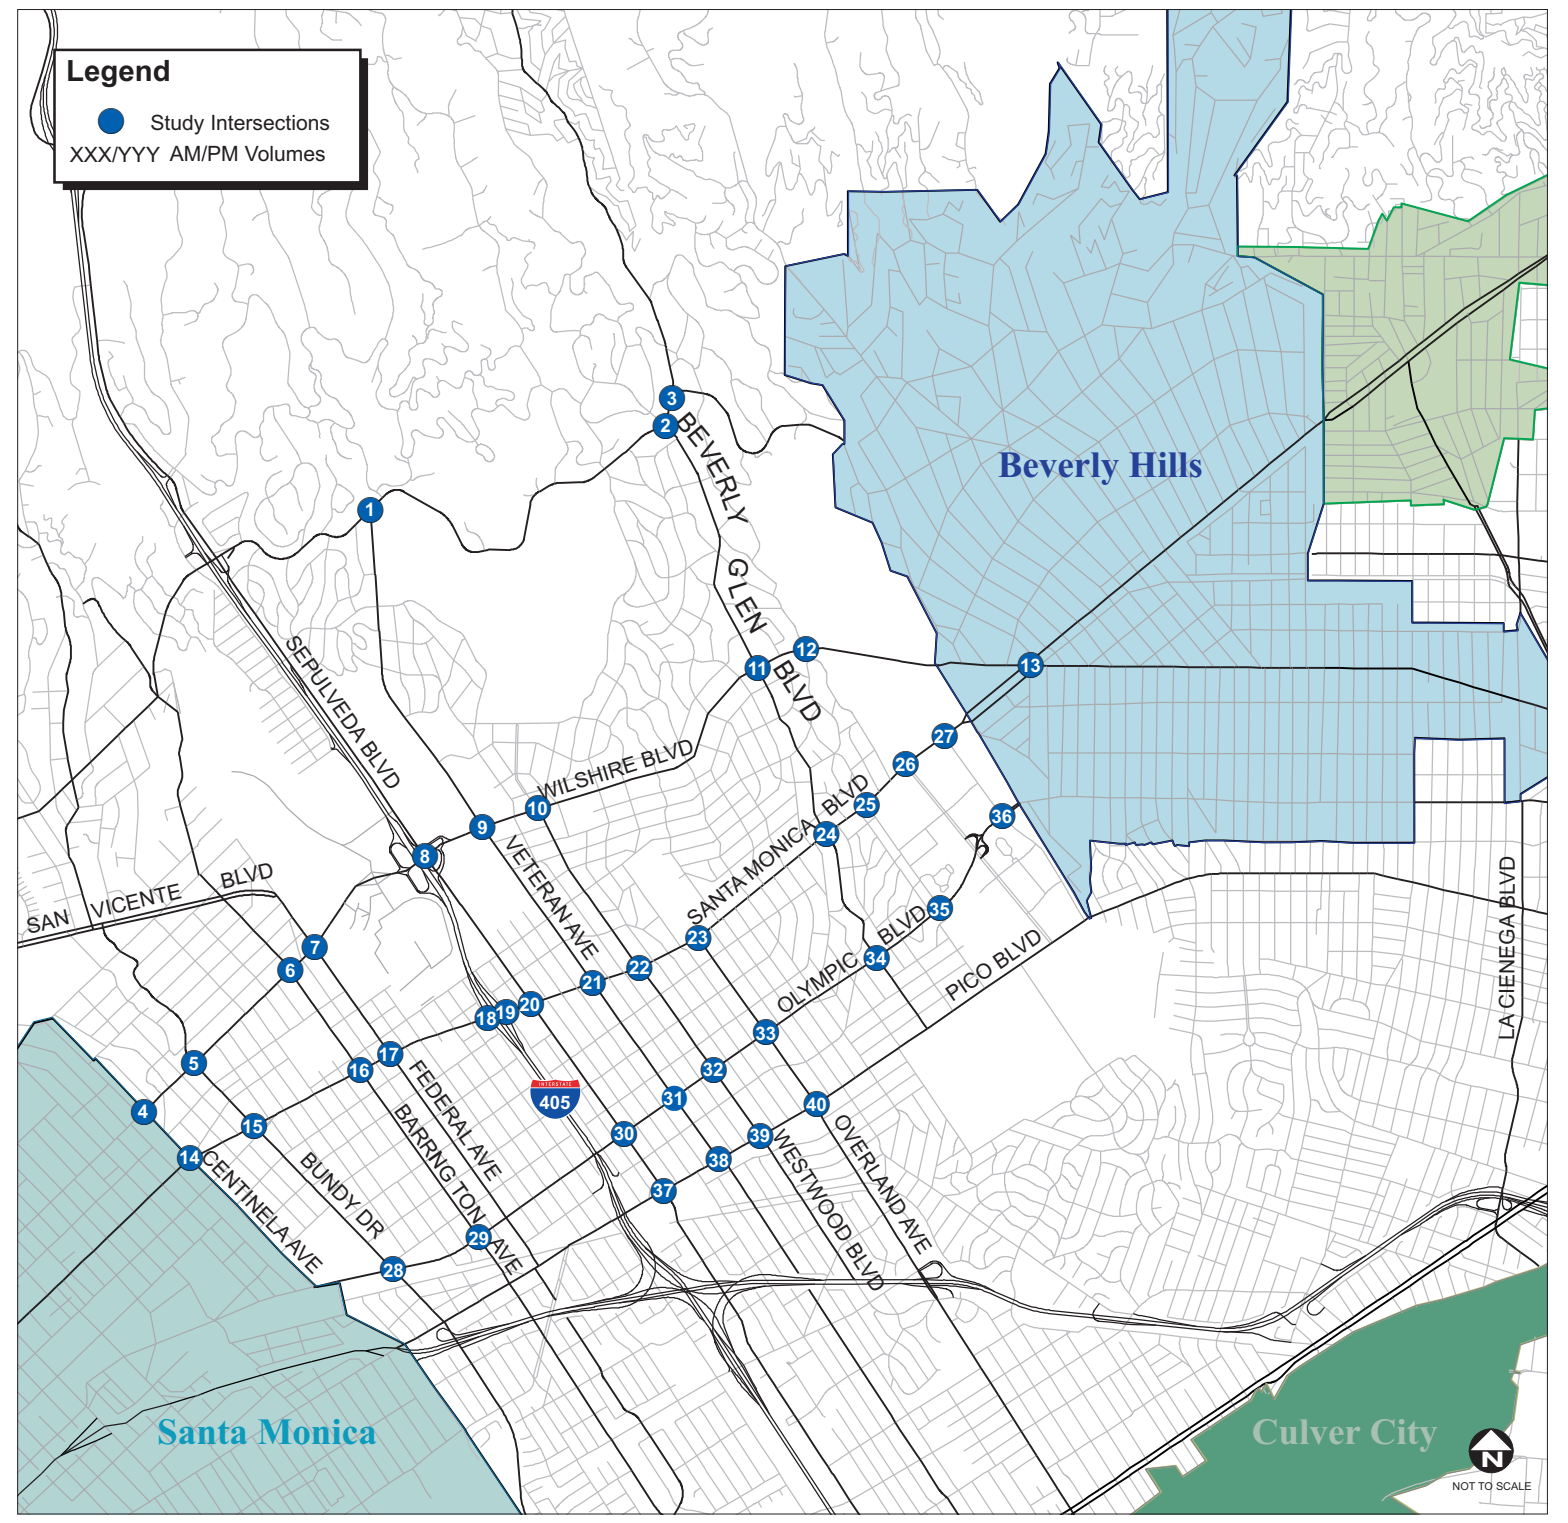 Legend
Study Intersections
XXX/YYY AM/PM Volumes
3
2
BEVERLY GLEN BLVD
Beverly Hills
1
SEPULVEDA BLVD
12
11
13
27
26
WILSHIRE BLVD
25
10
36
9
24
8
VETERAN AVE
SANTA MONICA BLVD
SAN VICENTE BLVD
LA CIENEGA BLVD
35
23
7
34
6
22
OLYMPIC BLVD
PICO BLVD
21
20
19
18
33
17
5
16
32
INTERSTATE
405
31
40
4
FEDERAL AVE
15
BARRNG TON AVE
30
39
14
38
OVERLAND AVE
CENTINELA AVE
BUNDY DR
37
WESTWOOD BLVD
29
28
Santa Monica
Culver City
N
NOT TO SCALE